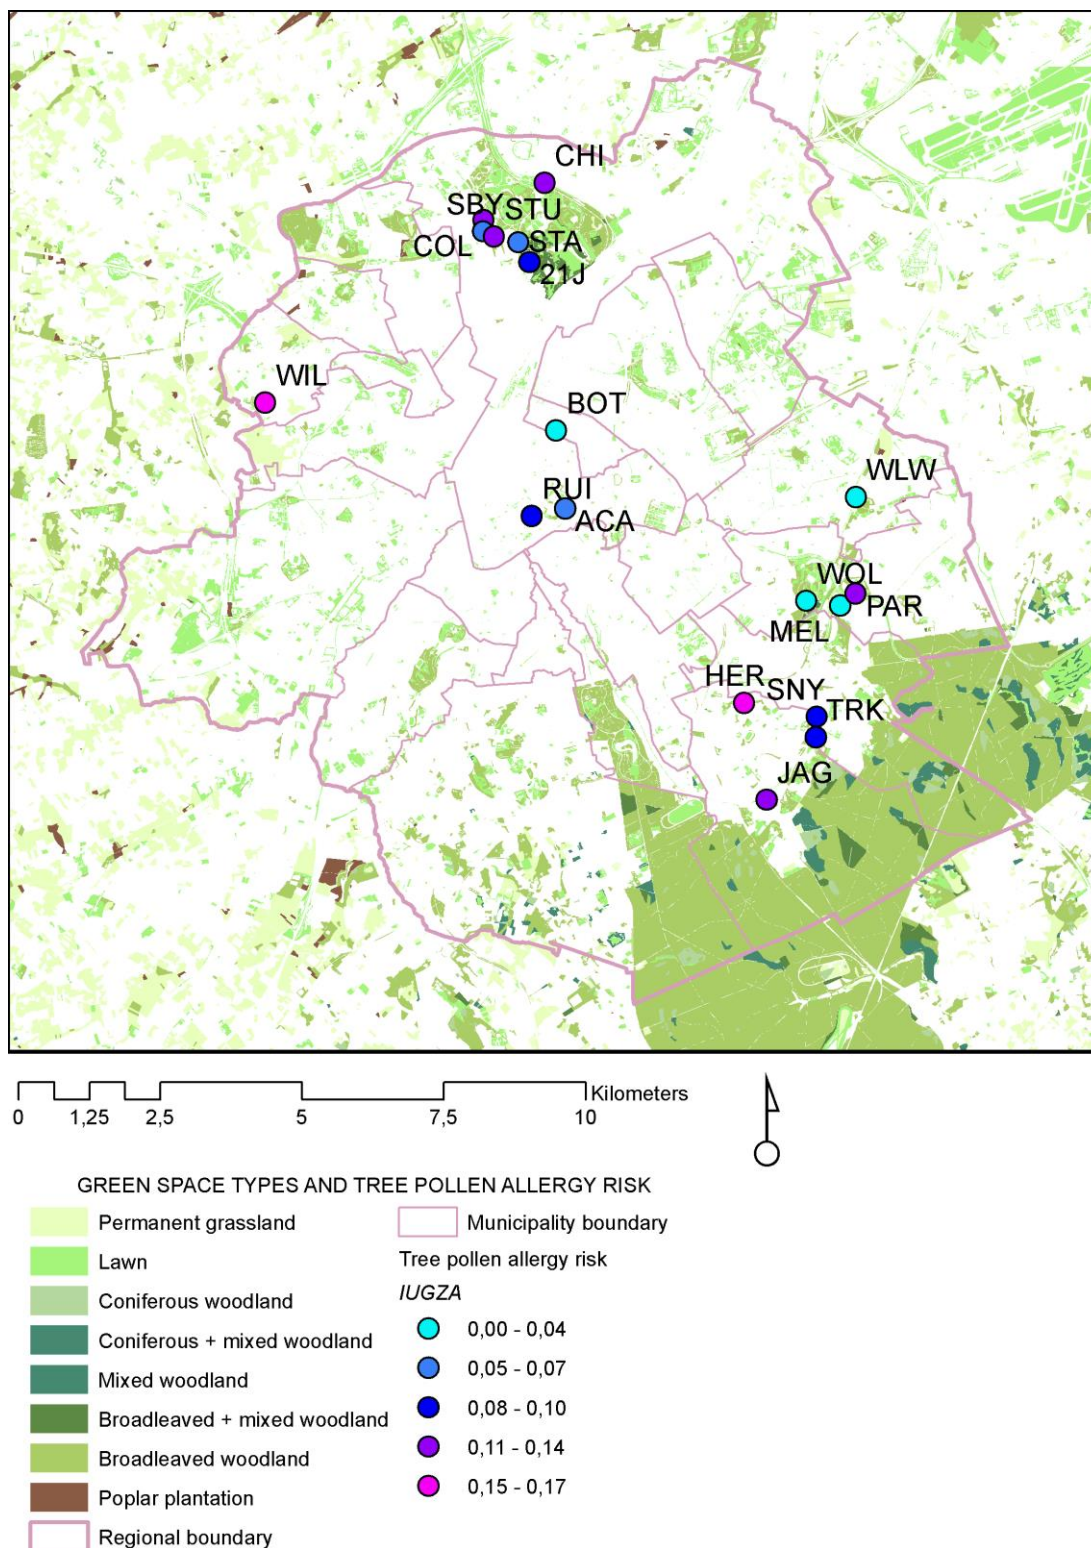 CHI
SBY STU
COL STA
21J
WIL
BOT
WLW
RUI
ACA
WOL
PAR
MEL
HER SNY
TRK
JAG
Kilometers
0 1,25 2,5 5 7,5 10
GREEN SPACE TYPES AND TREE POLLEN ALLERGY RISK
Permanent grassland
Lawn
Coniferous woodland
Coniferous + mixed woodland
Mixed woodland
Broadleaved + mixed woodland
Broadleaved woodland
Poplar plantation
Regional boundary
Municipality boundary
Tree pollen allergy risk
IUGZA
0,00 - 0,04
0,05 - 0,07
0,08 - 0,10
0,11 - 0,14
0,15 - 0,17